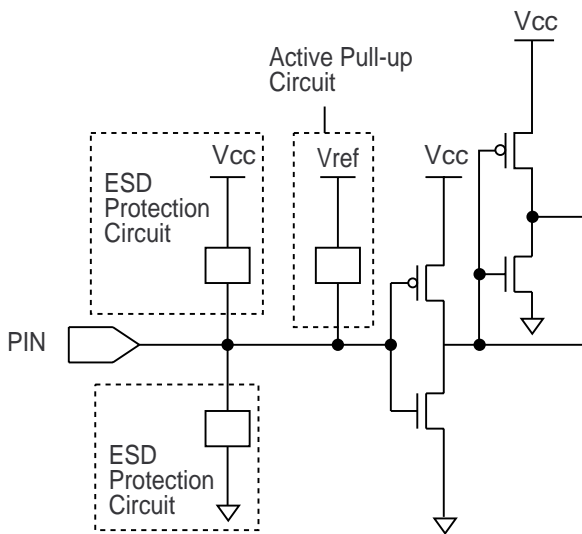 Vcc
Active Pull-up
Circuit
Vcc
Vref
Vcc
ESD
Protection
Circuit
PIN
ESD
Protection
Circuit